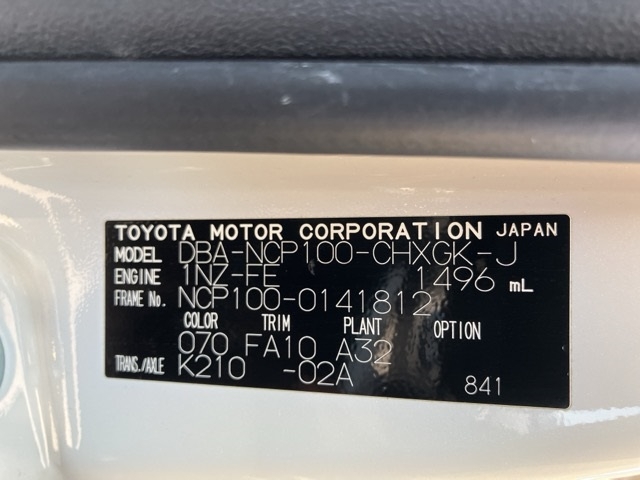 TOYOTA MOTOR CORPORATION JAPAN
MODEL DBA-NCP100-CHXGK-J
ENGINE 1NZ-FE 1496 mL
FRAME No. NCP100-0141812
COLOR TRIM PLANT OPTION
070 FA10 A32
TRANS./AXLE K210 -02A
841